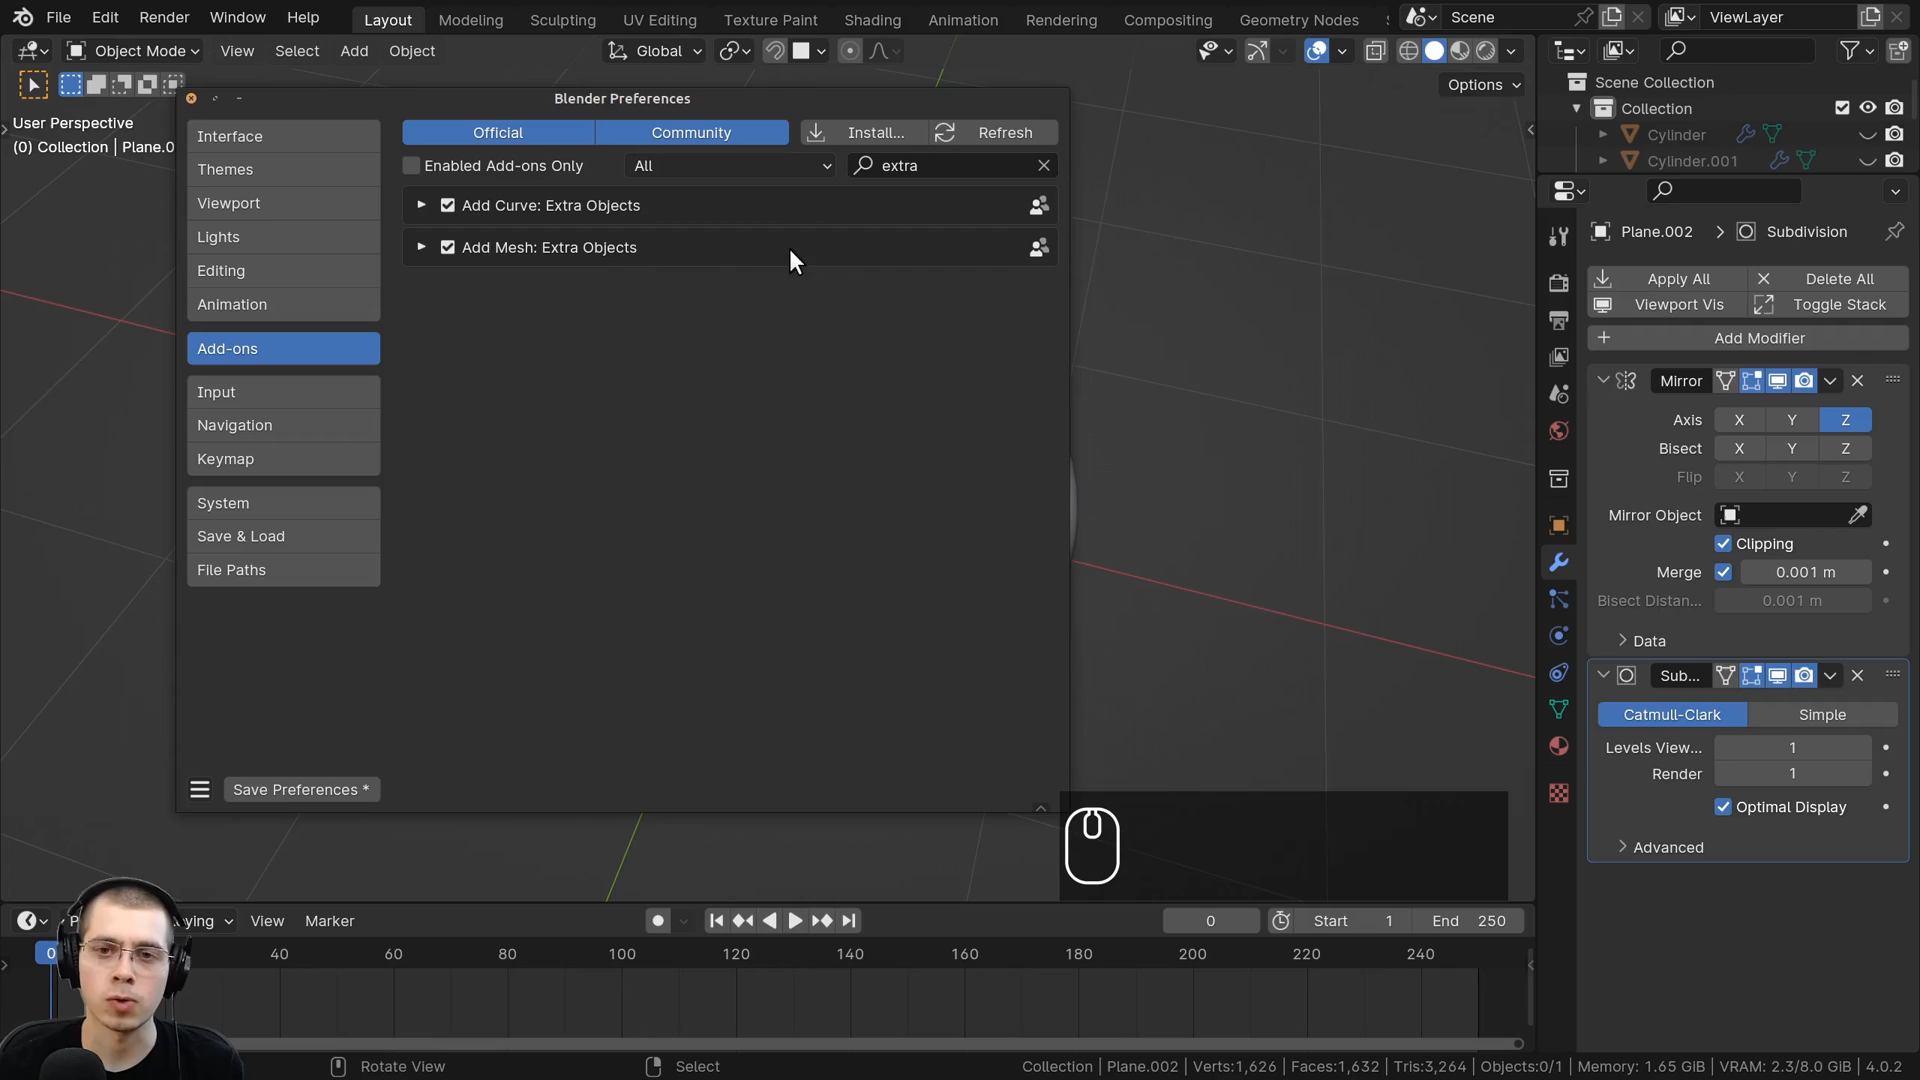 File Edit Render Window Help Layout Modeling Sculpting UV Editing Texture Paint Shading Animation Rendering Compositing Geometry Nodes Scene ViewLayer
Object Mode View Select Add Object Global
Options
User Perspective
(0) Collection | Plane.0
Scene Collection
Collection
Cylinder
Cylinder.001
Blender Preferences
Interface
Themes
Viewport
Lights
Editing
Animation
Add-ons
Input
Navigation
Keymap
System
Save & Load
File Paths
Save Preferences *
Official Community Install... Refresh
Enabled Add-ons Only All extra
Add Curve: Extra Objects
Add Mesh: Extra Objects
Plane.002 > Subdivision
Apply All Delete All
Viewport Vis Toggle Stack
Add Modifier
Mirror
Axis X Y Z
Bisect X Y Z
Flip X Y Z
Mirror Object
Clipping
Merge 0.001 m
Bisect Distan... 0.001 m
Data
Sub...
Catmull-Clark Simple
Levels View... 1
Render 1
Optimal Display
Advanced
ying View Marker 0 Start 1 End 250
0 40 60 80 100 120 140 160 180 200 220 240
Rotate View Select Collection | Plane.002 | Verts:1,626 | Faces:1,632 | Tris:3,264 | Objects:0/1 | Memory: 1.65 GiB | VRAM: 2.3/8.0 GiB | 4.0.2